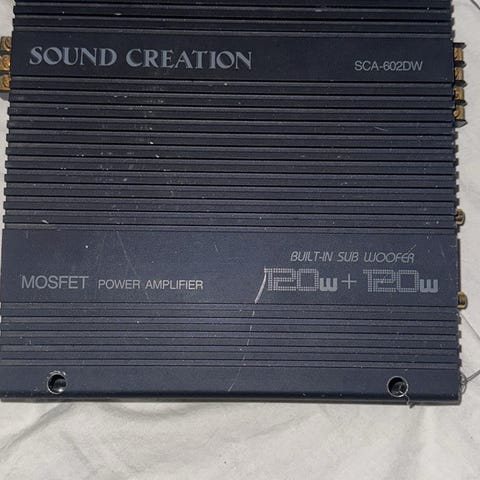 SOUND CREATION
SCA-602DW
BUILT-IN SUB WOOFER
MOSFET POWER AMPLIFIER
120w + 120w